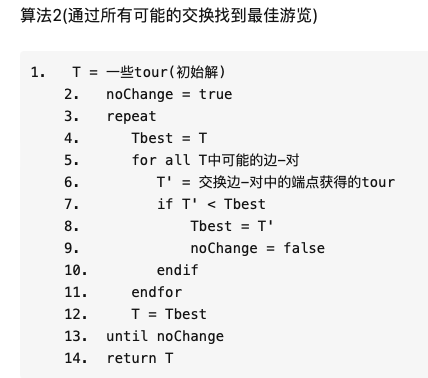 算法2(通过所有可能的交换找到最佳游览)
1. T = 一些tour(初始解)
2. noChange = true
3. repeat
4. Tbest = T
5. for all T中可能的边-对
6. T' = 交换边-对中的端点获得的tour
7. if T' < Tbest
8. Tbest = T'
9. noChange = false
10. endif
11. endfor
12. T = Tbest
13. until noChange
14. return T